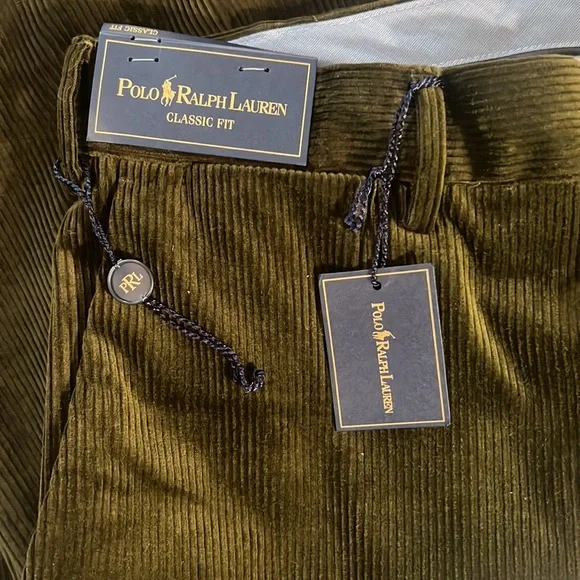 CLASSIC FIT
POLO RALPH LAUREN
CLASSIC FIT
PRL
POLO
RALPH LAUREN